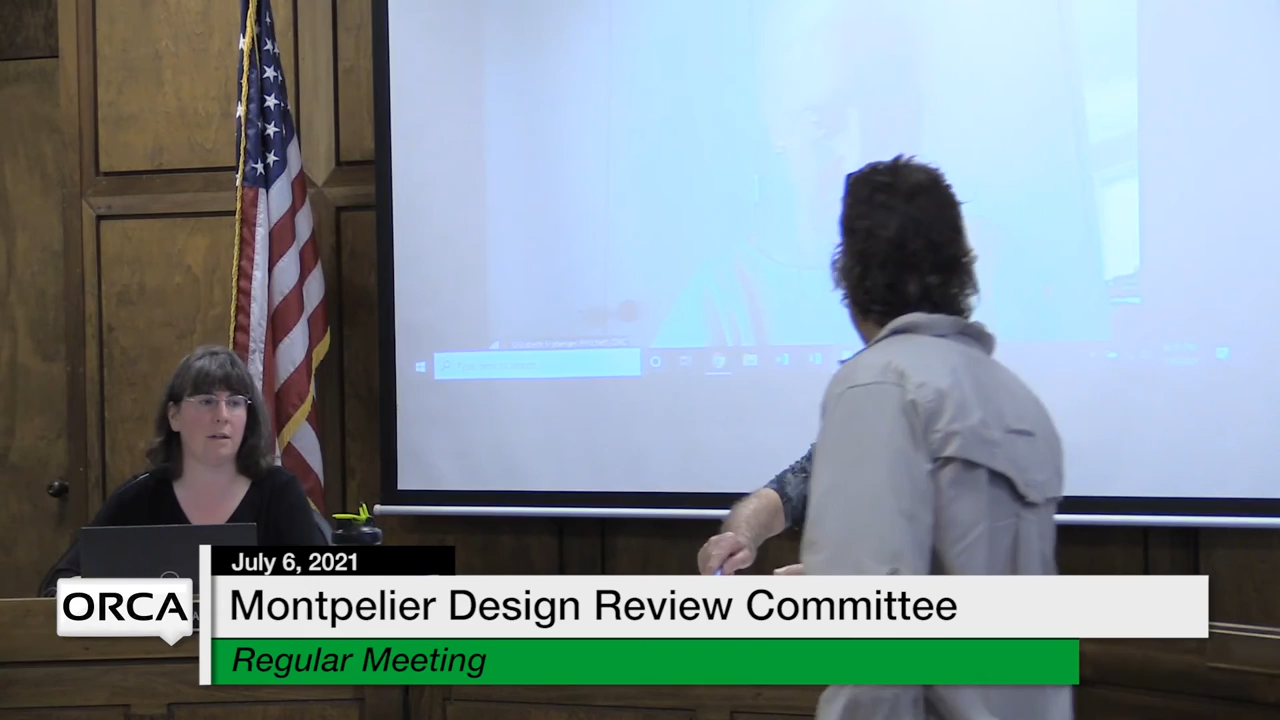 July 6, 2021
ORCA
Montpelier Design Review Committee
Regular Meeting